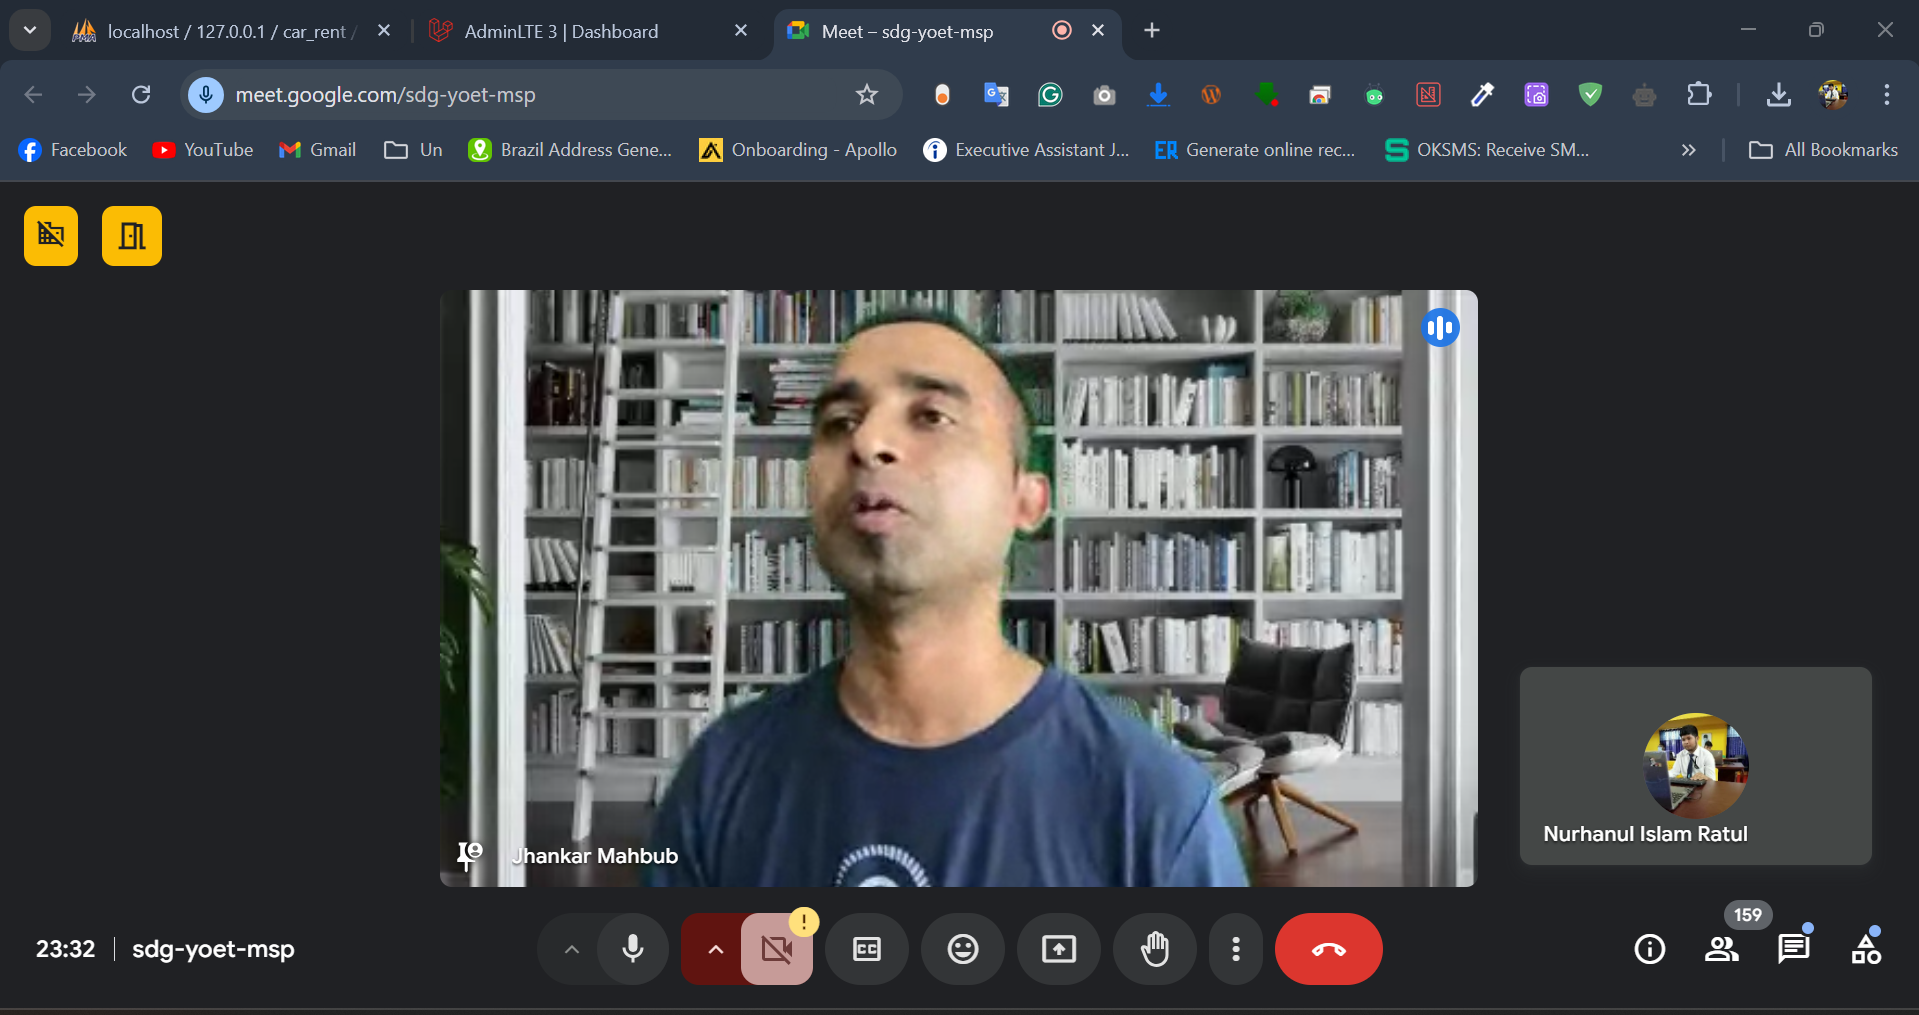 localhost / 127.0.0.1 / car_rent /
AdminLTE 3 | Dashboard
Meet – sdg-yoet-msp
meet.google.com/sdg-yoet-msp
Facebook
YouTube
Gmail
Un
Brazil Address Gene...
Onboarding - Apollo
Executive Assistant J...
ER
Generate online rec...
OKSMS: Receive SM...
All Bookmarks
Jhankar Mahbub
Nurhanul Islam Ratul
23:32
sdg-yoet-msp
CC
159